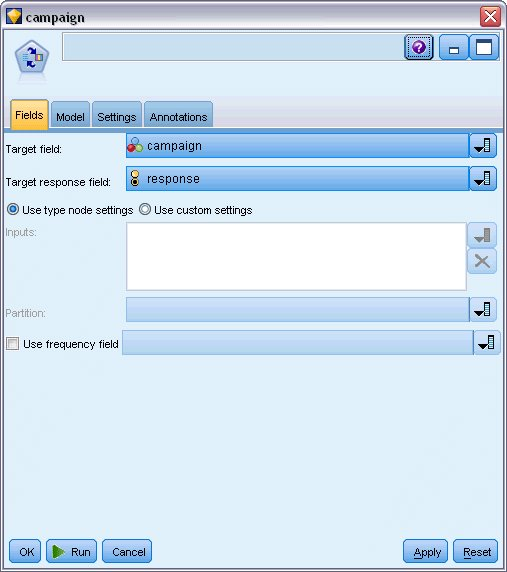 campaign
?
Fields Model Settings Annotations
Target field: campaign
Target response field: response
Use type node settings Use custom settings
Inputs:
Partition:
Use frequency field
OK Run Cancel Apply Reset